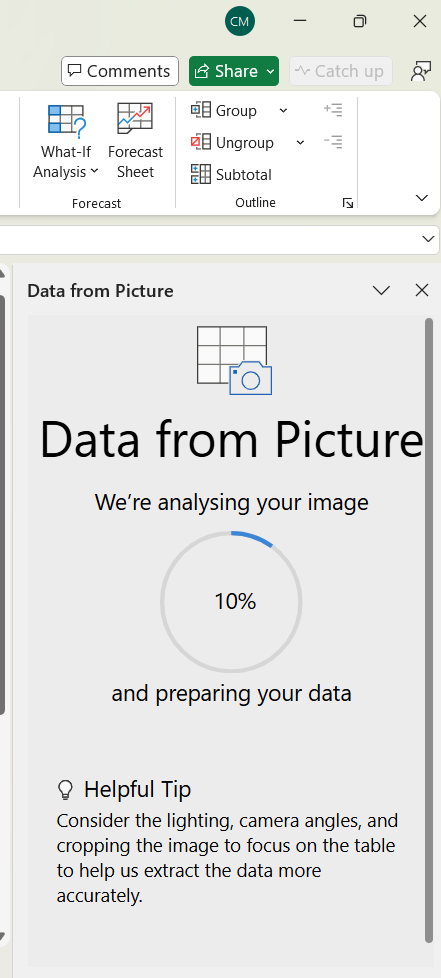 CM
Comments
Share
Catch up
What-If
Analysis
Forecast
Sheet
Forecast
Group
Ungroup
Subtotal
Outline
Data from Picture
Data from Picture
We're analysing your image
10%
and preparing your data
Helpful Tip
Consider the lighting, camera angles, and
cropping the image to focus on the table
to help us extract the data more
accurately.